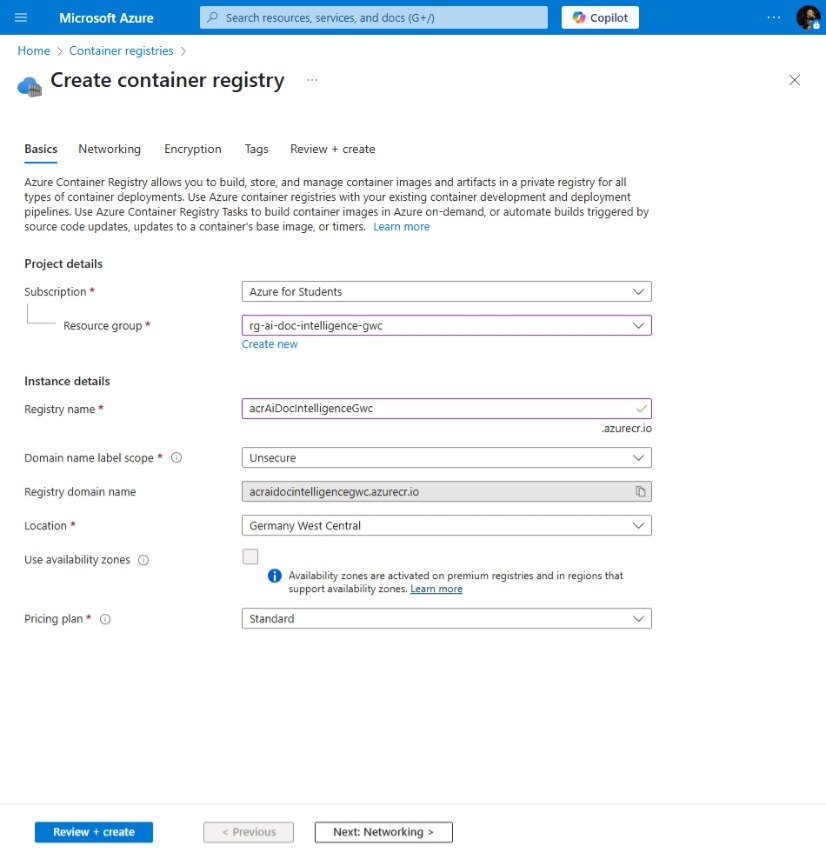 Microsoft Azure
Search resources, services, and docs (G+/)
Copilot
Home > Container registries >
Create container registry
Basics Networking Encryption Tags Review + create
Azure Container Registry allows you to build, store, and manage container images and artifacts in a private registry for all
types of container deployments. Use Azure container registries with your existing container development and deployment
pipelines. Use Azure Container Registry Tasks to build container images in Azure on-demand, or automate builds triggered by
source code updates, updates to a container's base image, or timers. Learn more
Project details
Subscription * Azure for Students
Resource group * rg-ai-doc-intelligence-gwc
Create new
Instance details
Registry name * acrAiDocIntelligenceGwc
.azurecr.io
Domain name label scope * Unsecure
Registry domain name acraidocintelligencegwc.azurecr.io
Location * Germany West Central
Use availability zones
Availability zones are activated on premium registries and in regions that
support availability zones. Learn more
Pricing plan * Standard
Review + create < Previous Next: Networking >